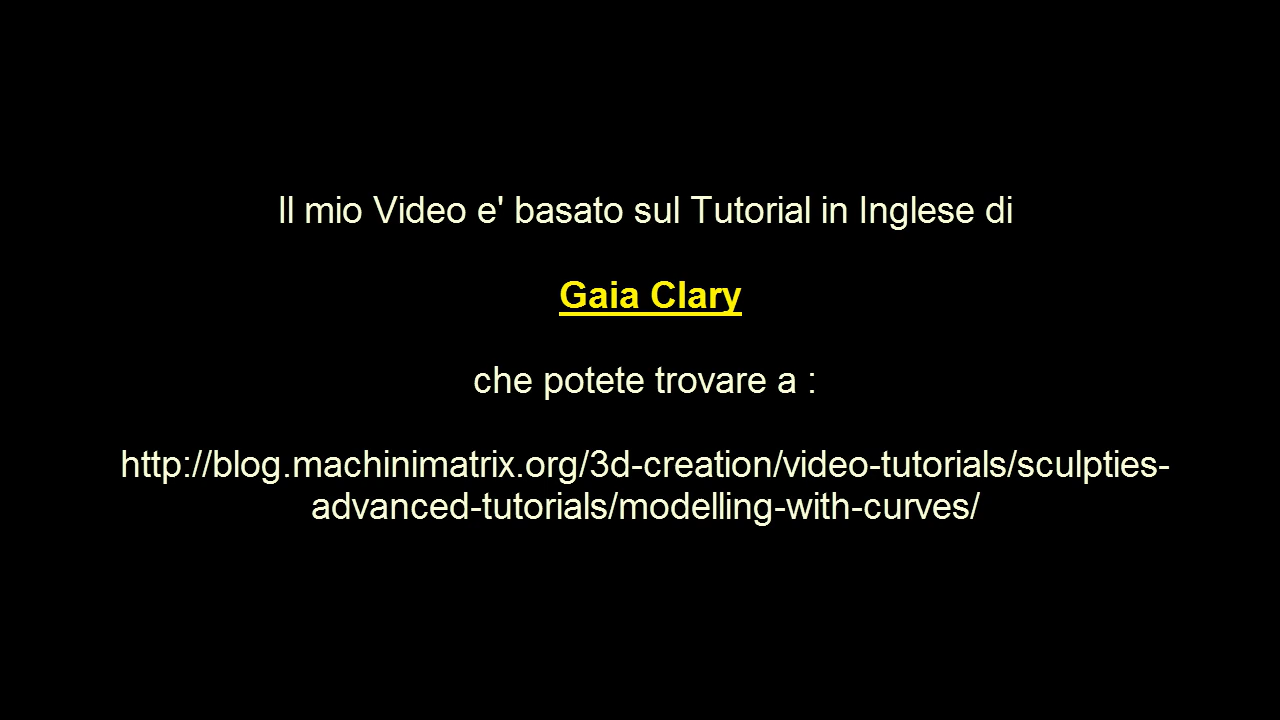 Il mio Video e' basato sul Tutorial in Inglese di
Gaia Clary
che potete trovare a :
http://blog.machinimatrix.org/3d-creation/video-tutorials/sculpties-
advanced-tutorials/modelling-with-curves/